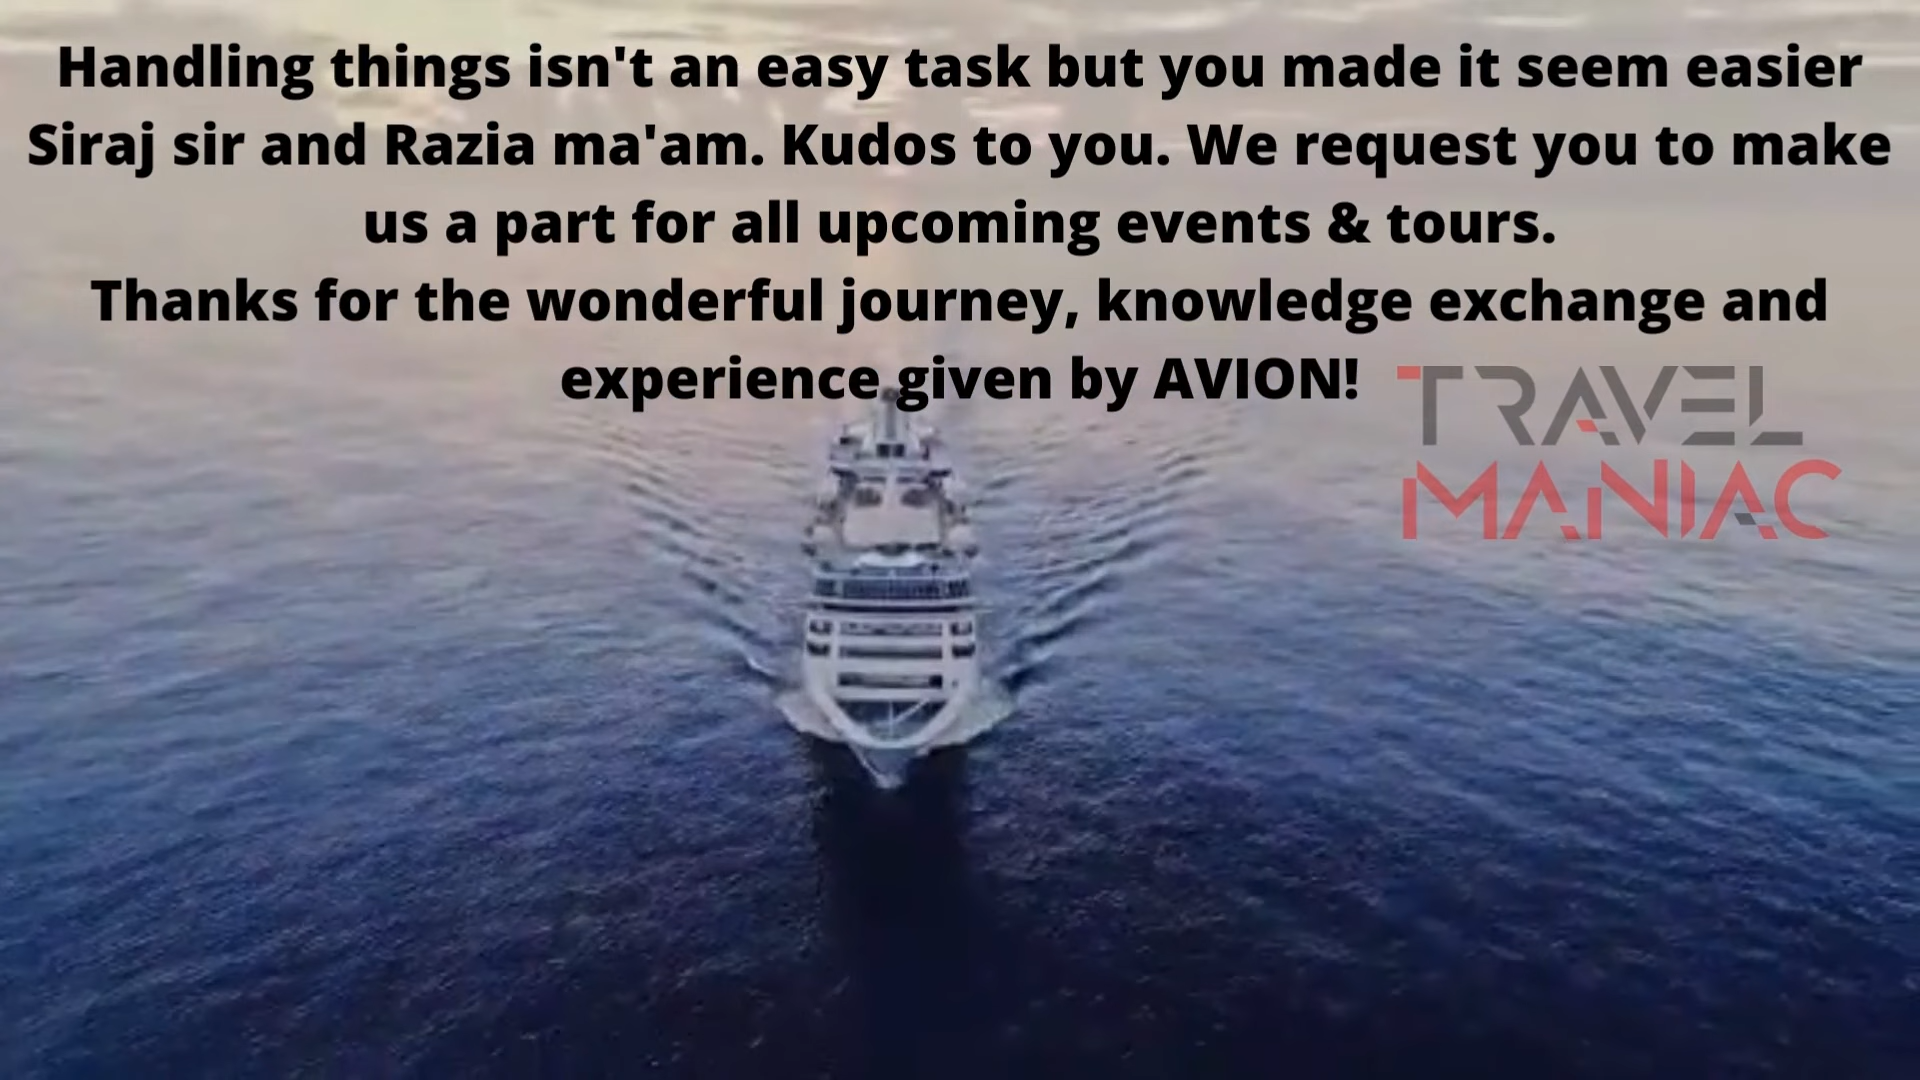 Handling things isn't an easy task but you made it seem easier
Siraj sir and Razia ma'am. Kudos to you. We request you to make
us a part for all upcoming events & tours.
Thanks for the wonderful journey, knowledge exchange and
experience given by AVION!
TRAVEL
MANIAC